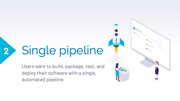 2
Single pipeline
Users want to build, package, test, and
deploy their software with a single,
automated pipeline.